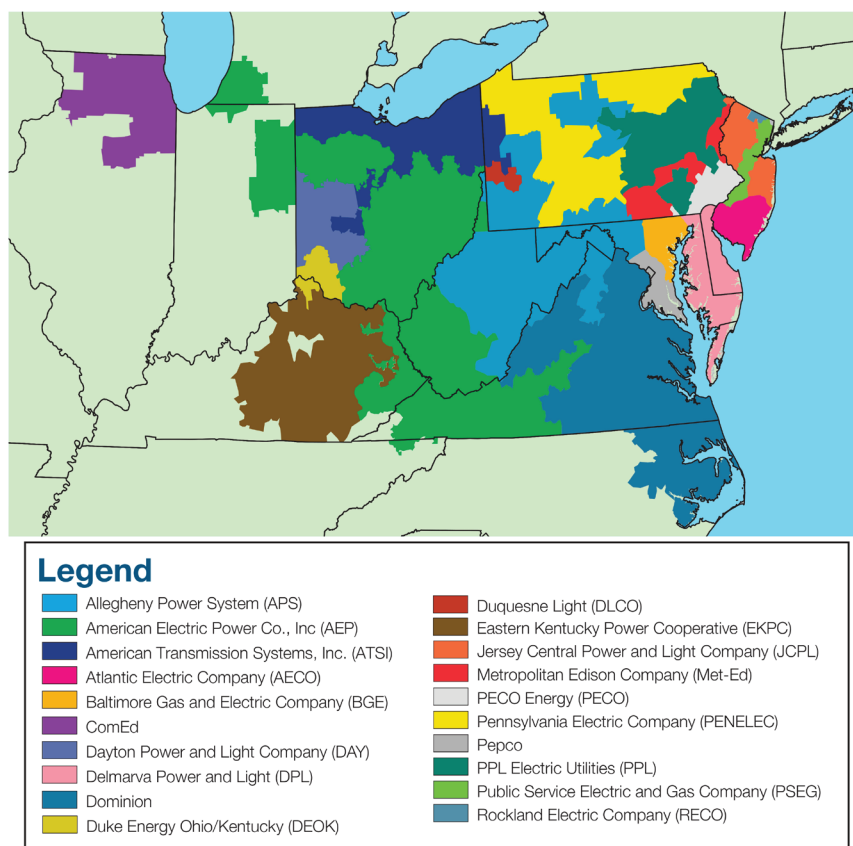 Legend
Allegheny Power System (APS)
American Electric Power Co., Inc (AEP)
American Transmission Systems, Inc. (ATSI)
Atlantic Electric Company (AECO)
Baltimore Gas and Electric Company (BGE)
ComEd
Dayton Power and Light Company (DAY)
Delmarva Power and Light (DPL)
Dominion
Duke Energy Ohio/Kentucky (DEOK)
Duquesne Light (DLCO)
Eastern Kentucky Power Cooperative (EKPC)
Jersey Central Power and Light Company (JCPL)
Metropolitan Edison Company (Met-Ed)
PECO Energy (PECO)
Pennsylvania Electric Company (PENELEC)
Pepco
PPL Electric Utilities (PPL)
Public Service Electric and Gas Company (PSEG)
Rockland Electric Company (RECO)